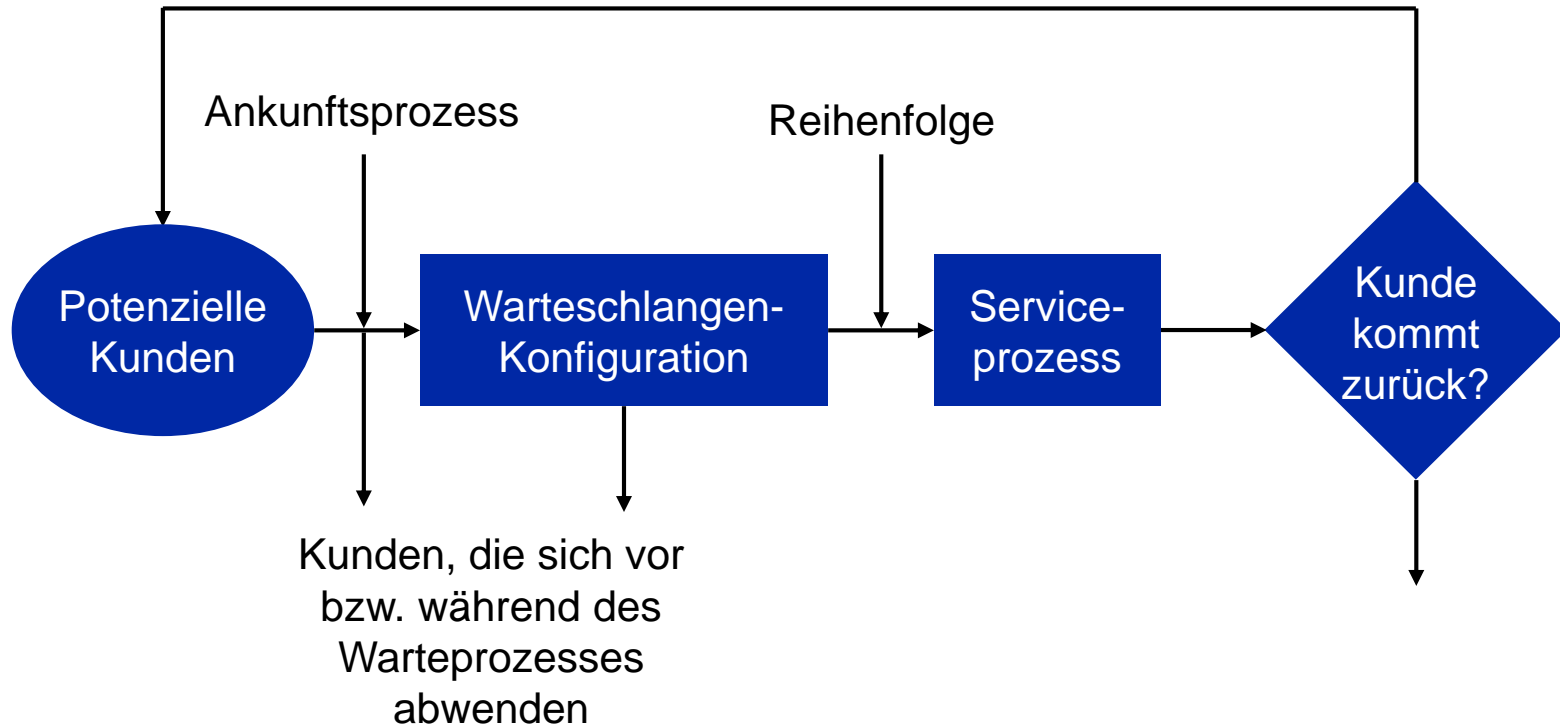 Ankunftsprozess
Reihenfolge
Potenzielle
Kunden
Warteschlangen-
Konfiguration
Service-
prozess
Kunde
kommt
zurück?
Kunden, die sich vor
bzw. während des
Warteprozesses
abwenden